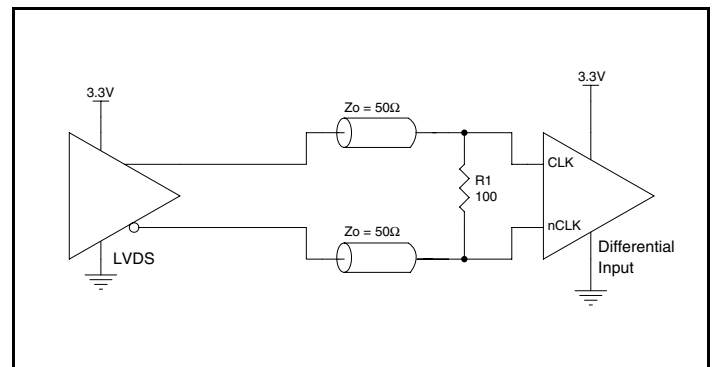 3.3V
3.3V
Zo = 50Ω
CLK
R1
100
Zo = 50Ω
nCLK
LVDS
Differential
Input